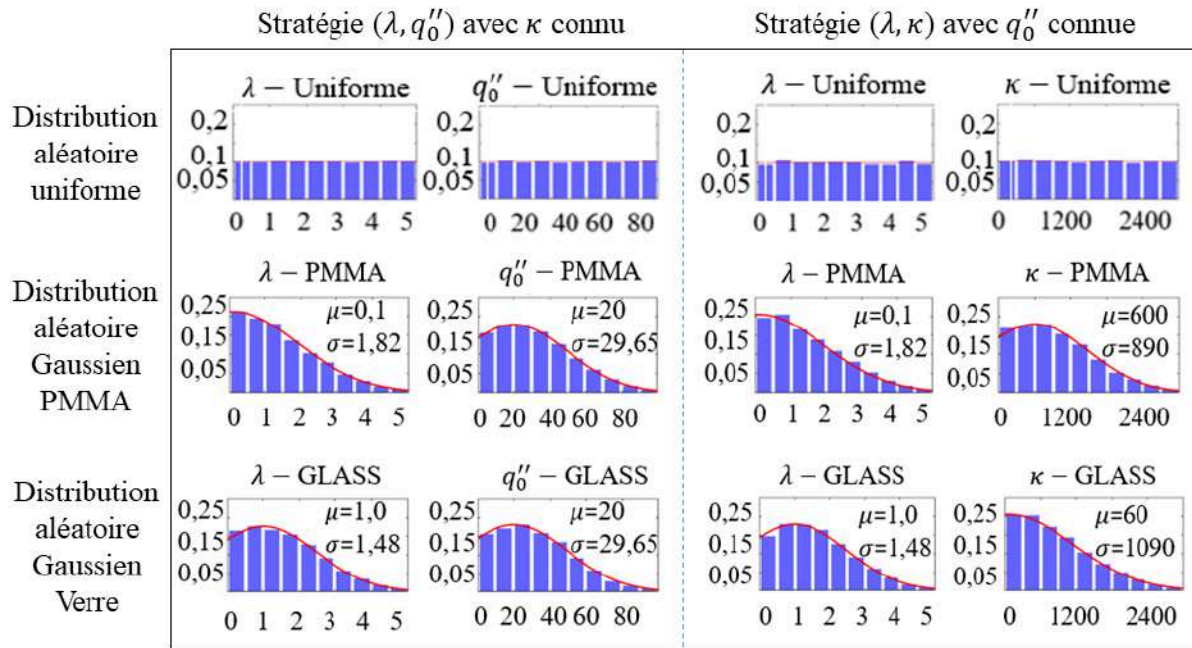 Stratégie (λ, q₀″) avec κ connu
Stratégie (λ, κ) avec q₀″ connue
Distribution
aléatoire
uniforme
λ − Uniforme
0,2
0,1
0,05
0 1 2 3 4 5
q₀″ − Uniforme
0,2
0,1
0,05
0 20 40 60 80
λ − Uniforme
0,2
0,1
0,05
0 1 2 3 4 5
κ − Uniforme
0,2
0,1
0,05
0 1200 2400
Distribution
aléatoire
Gaussien
PMMA
λ − PMMA
0,25
0,15
0,05
μ=0,1
σ=1,82
0 1 2 3 4 5
q₀″ − PMMA
0,25
0,15
0,05
μ=20
σ=29,65
0 20 40 60 80
λ − PMMA
0,25
0,15
0,05
μ=0,1
σ=1,82
0 1 2 3 4 5
κ − PMMA
0,25
0,15
0,05
μ=600
σ=890
0 1200 2400
Distribution
aléatoire
Gaussien
Verre
λ − GLASS
0,25
0,15
0,05
μ=1,0
σ=1,48
0 1 2 3 4 5
q₀″ − GLASS
0,25
0,15
0,05
μ=20
σ=29,65
0 20 40 60 80
λ − GLASS
0,25
0,15
0,05
μ=1,0
σ=1,48
0 1 2 3 4 5
κ − GLASS
0,25
0,15
0,05
μ=60
σ=1090
0 1200 2400